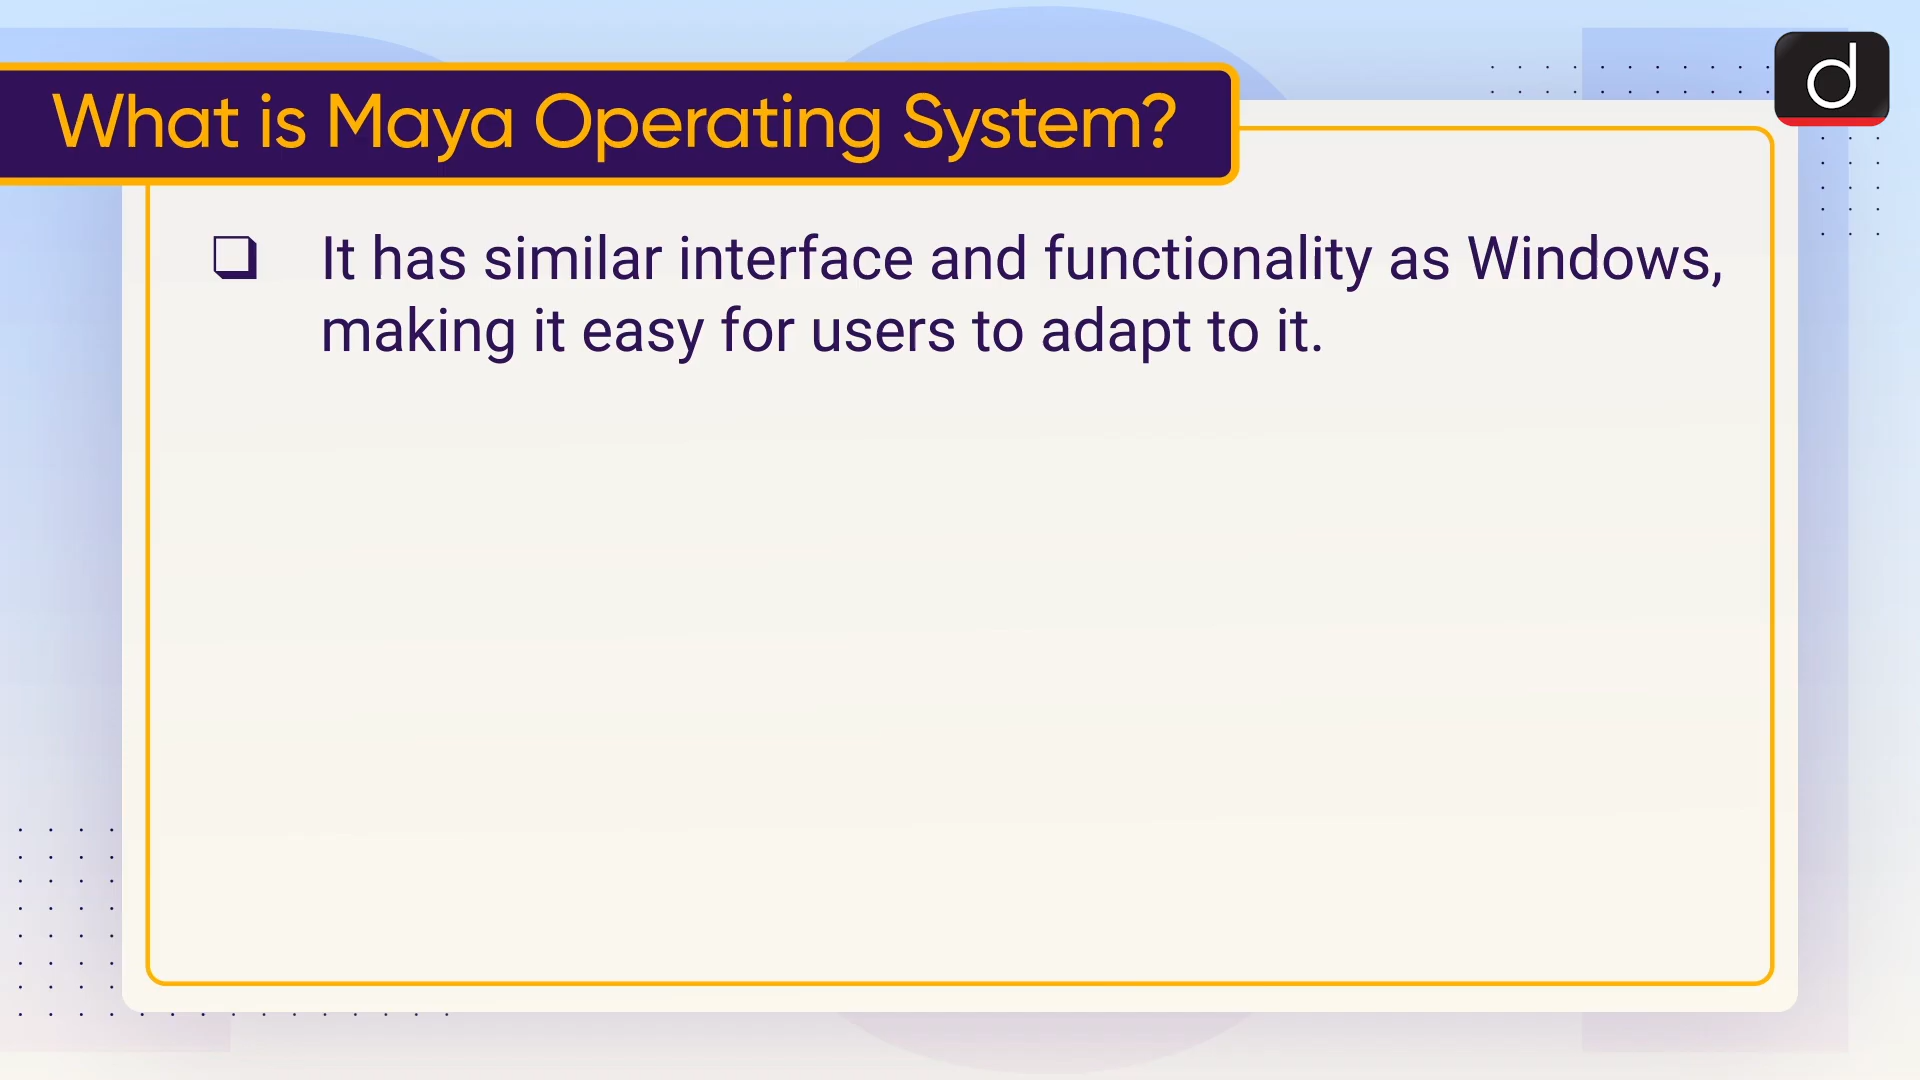 What is Maya Operating System?
d
❑ It has similar interface and functionality as Windows,
making it easy for users to adapt to it.